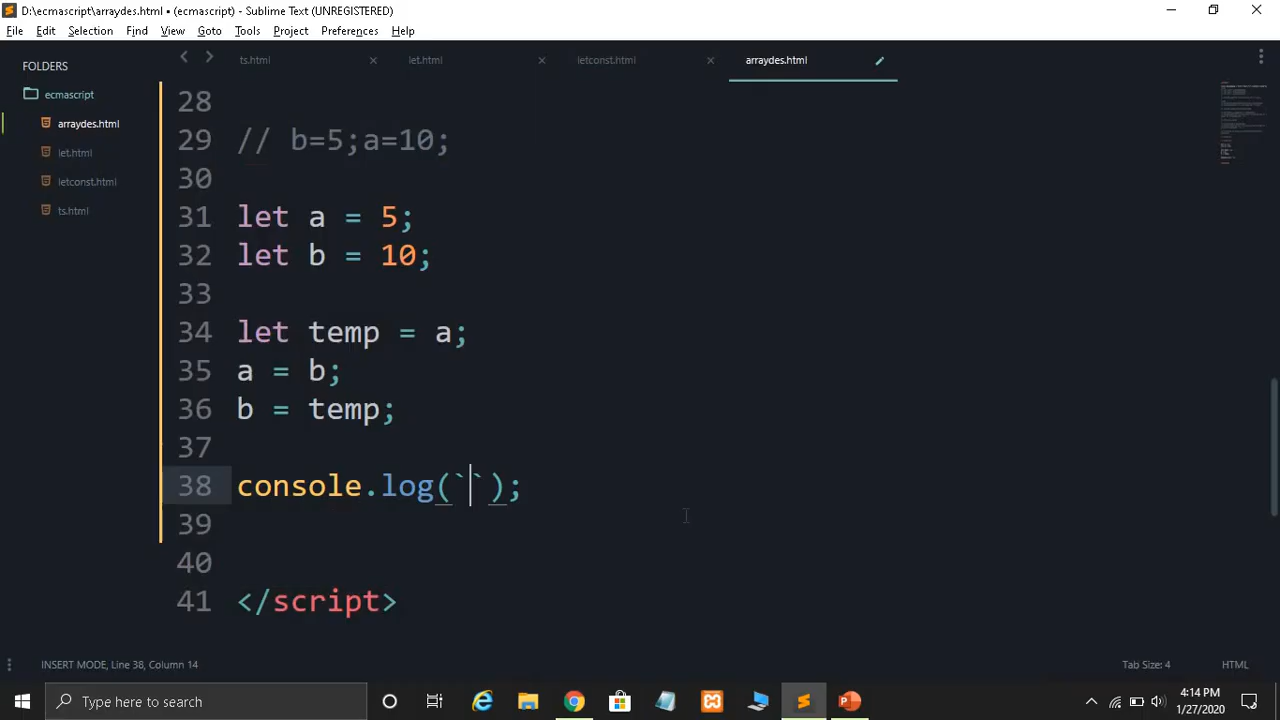 D:\ecmascript\arraydes.html • (ecmascript) - Sublime Text (UNREGISTERED)
File Edit Selection Find View Goto Tools Project Preferences Help
FOLDERS
ecmascript
arraydes.html
let.html
letconst.html
ts.html
ts.html let.html letconst.html arraydes.html
28
29 // b=5;a=10;
30
31 let a = 5;
32 let b = 10;
33
34 let temp = a;
35 a = b;
36 b = temp;
37
38 console.log(``);
39
40
41 </script>
INSERT MODE, Line 38, Column 14
Tab Size: 4 HTML
Type here to search
4:14 PM
1/27/2020